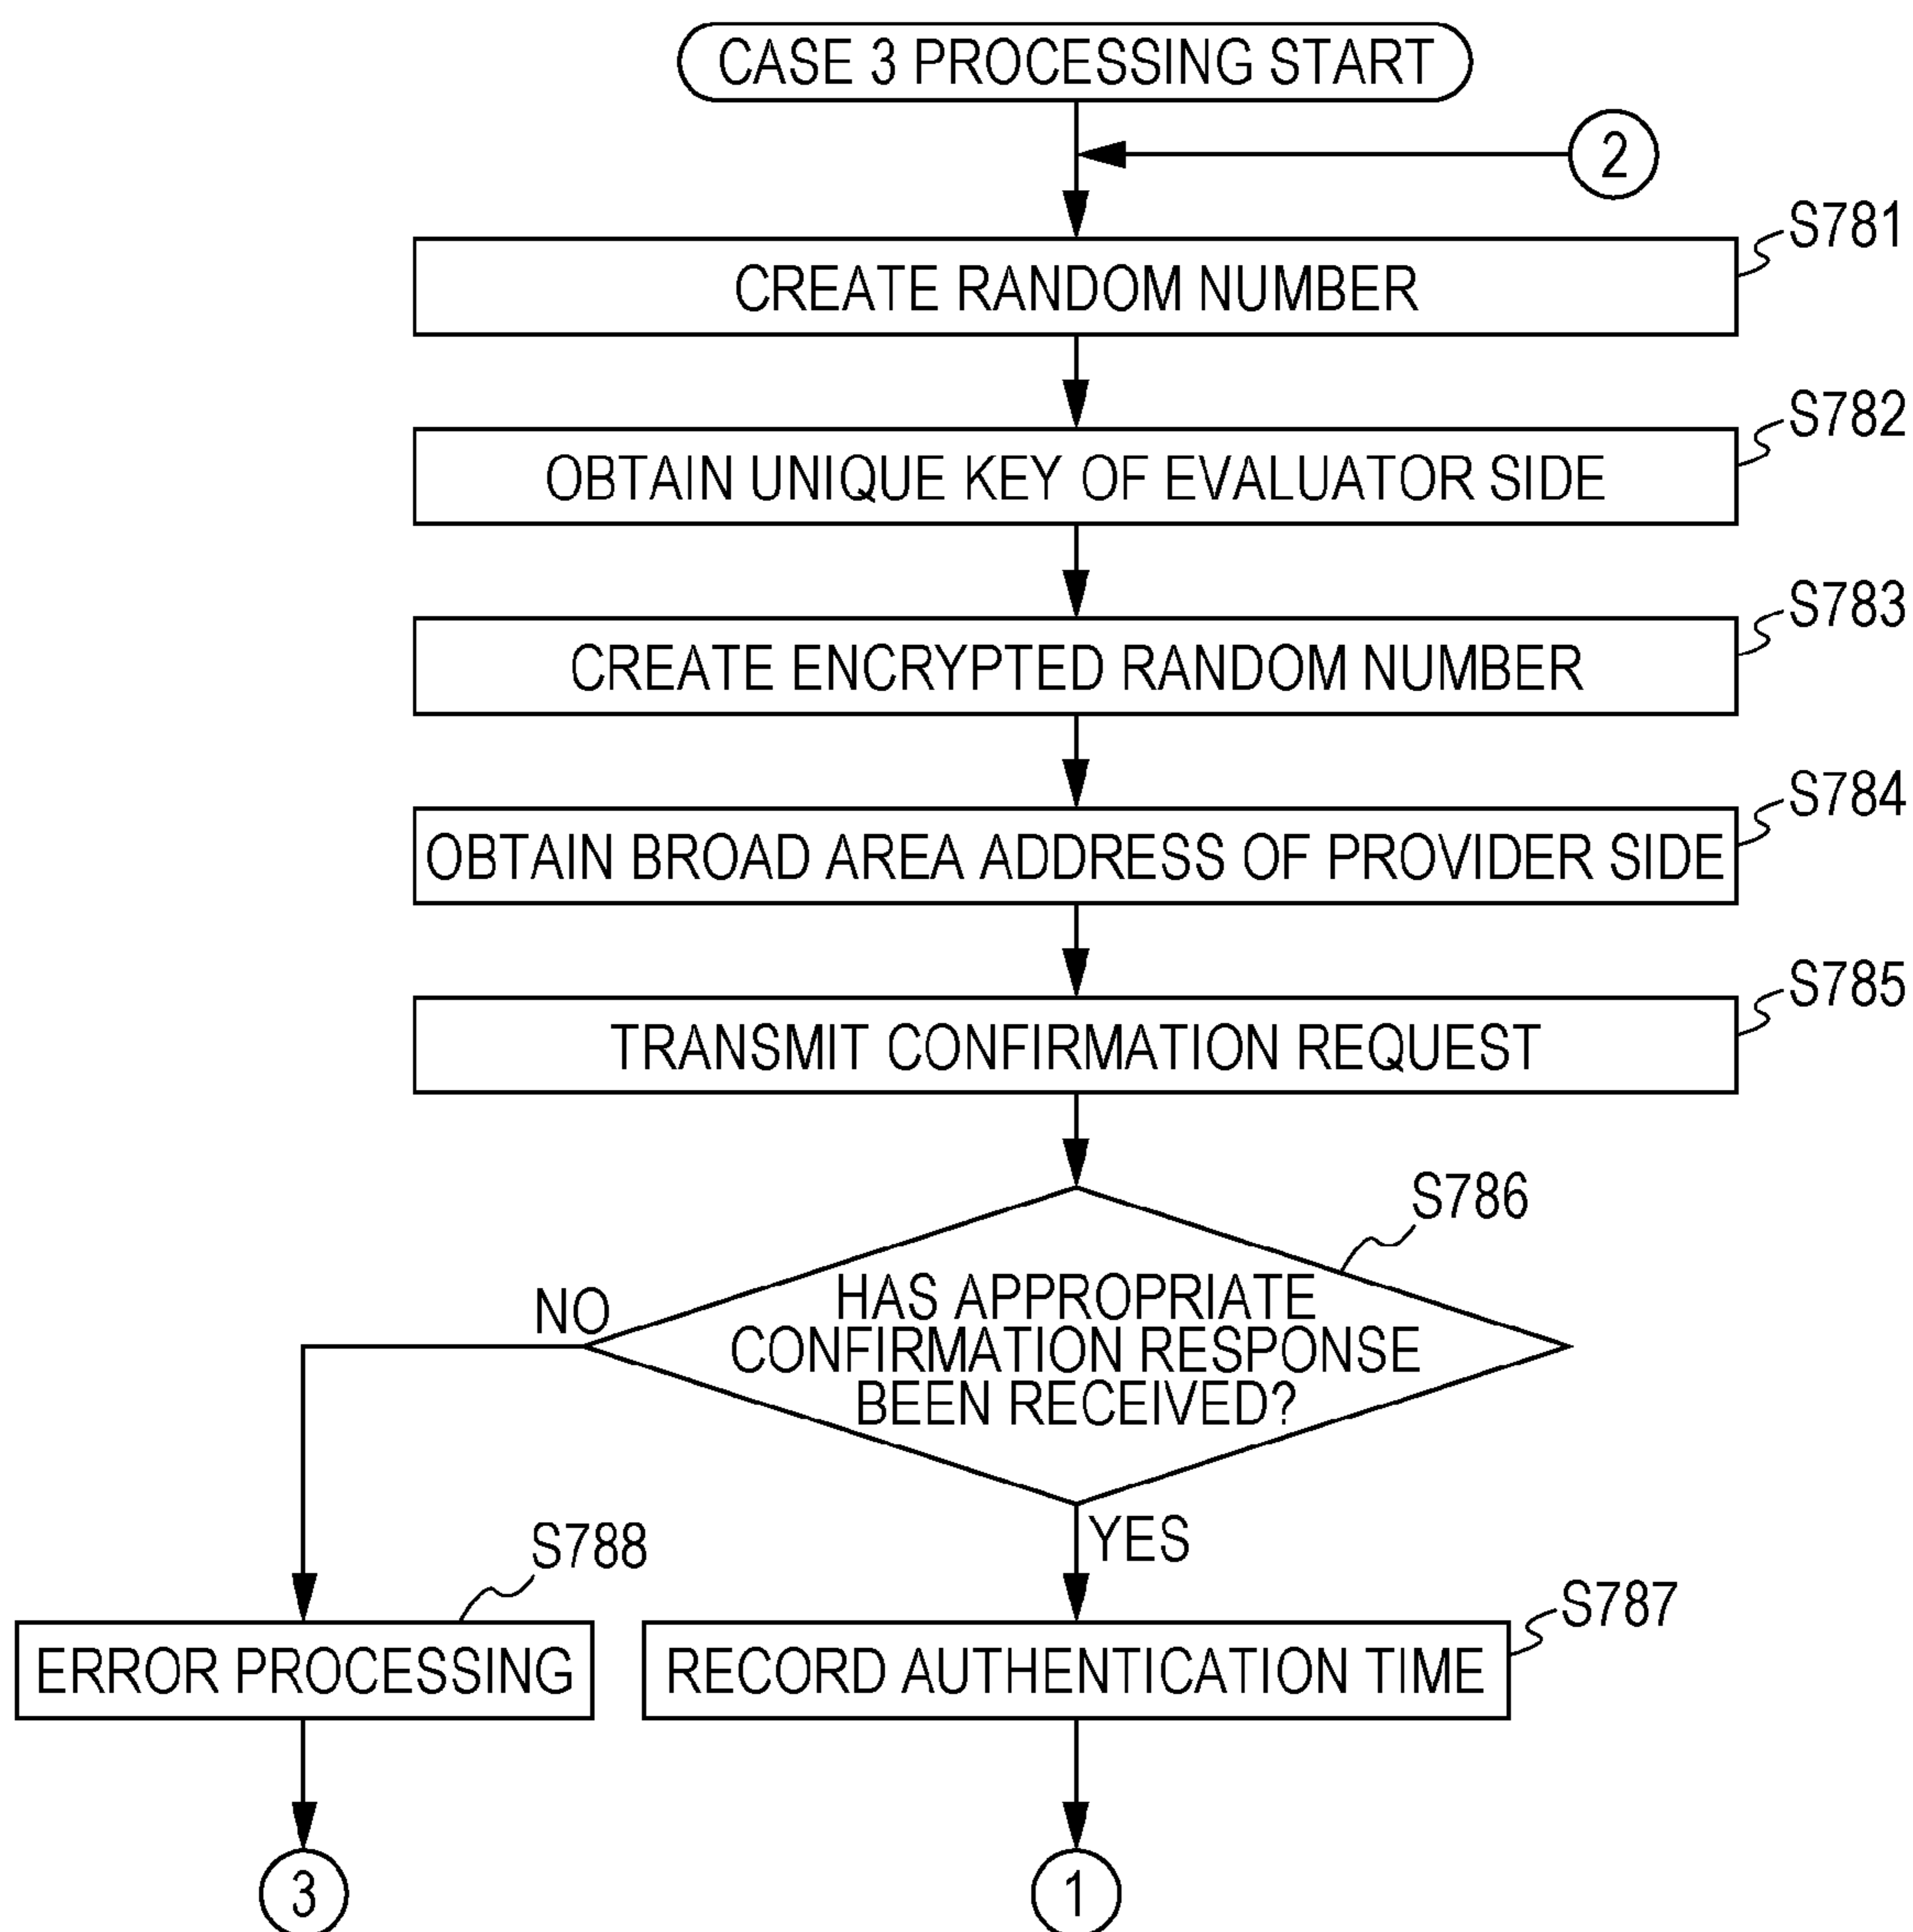 CASE 3 PROCESSING START
2
S781
CREATE RANDOM NUMBER
S782
OBTAIN UNIQUE KEY OF EVALUATOR SIDE
S783
CREATE ENCRYPTED RANDOM NUMBER
S784
OBTAIN BROAD AREA ADDRESS OF PROVIDER SIDE
S785
TRANSMIT CONFIRMATION REQUEST
S786
HAS APPROPRIATE
CONFIRMATION RESPONSE
BEEN RECEIVED?
NO
YES
S788
ERROR PROCESSING
S787
RECORD AUTHENTICATION TIME
3
1